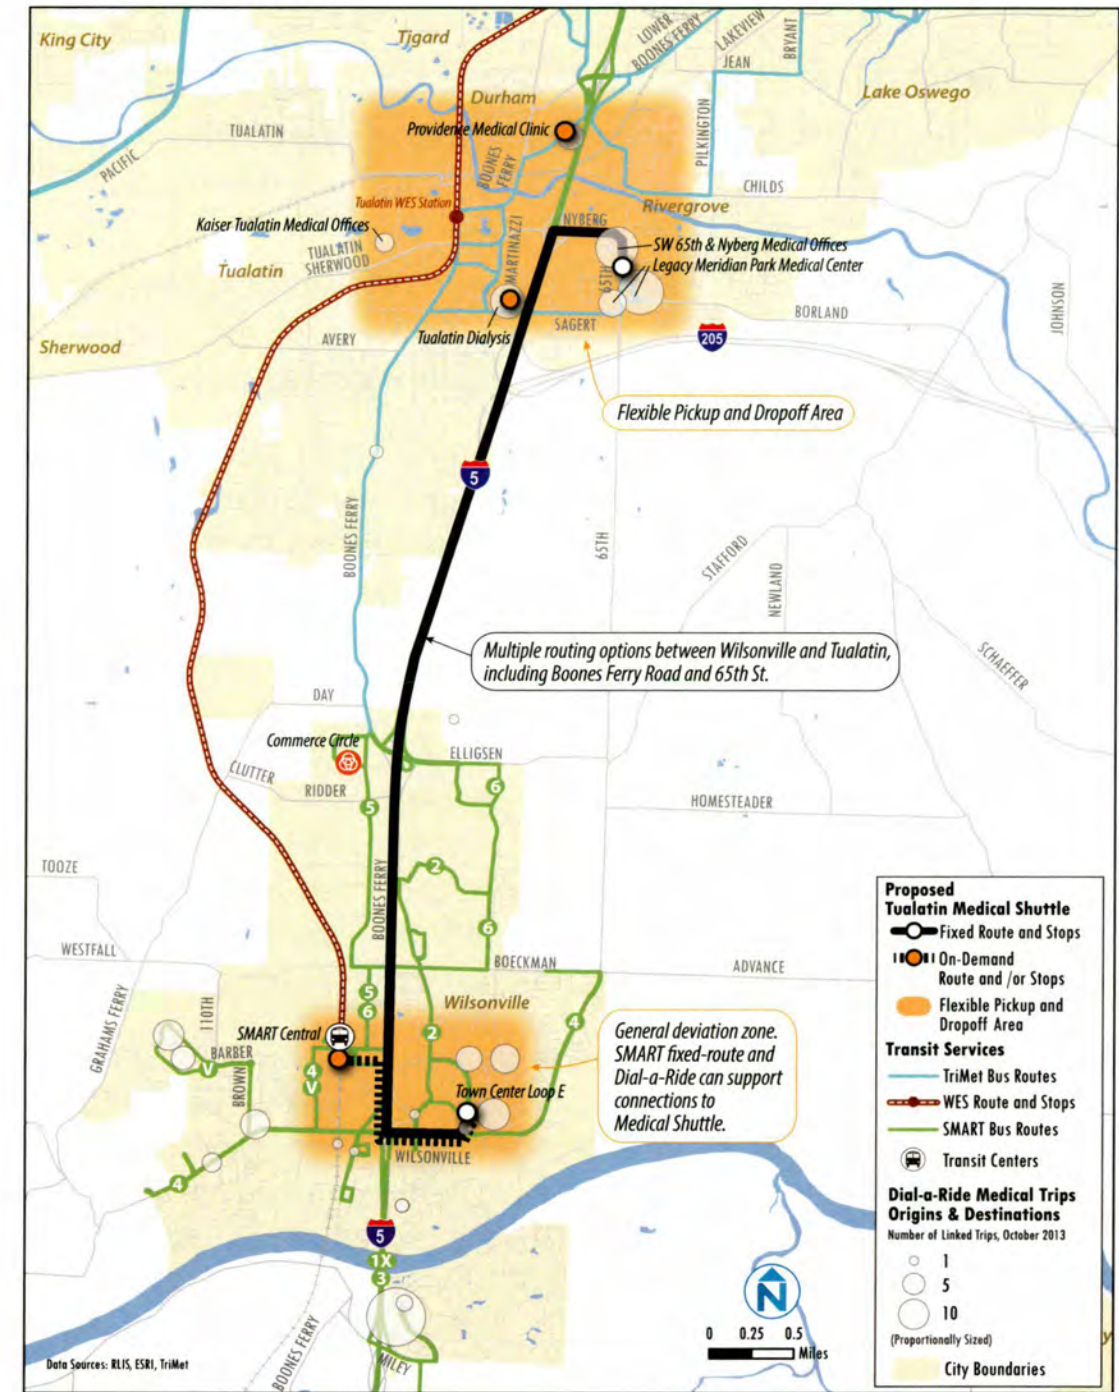 King City
Tigard
LOWER
BOONES FERRY
LAKEVIEW
JEAN
BRYANT
Lake Oswego
Durham
Providence Medical Clinic
TUALATIN
PACIFIC
BOONES
FERRY
PILKINGTON
CHILDS
Rivergrove
Tualatin WES Station
Kaiser Tualatin Medical Offices
NYBERG
MARTINAZZI
SW 65th & Nyberg Medical Offices
Legacy Meridian Park Medical Center
TUALATIN
SHERWOOD
Tualatin
65TH
SAGERT
BORLAND
JOHNSON
Sherwood
AVERY
Tualatin Dialysis
205
Flexible Pickup and Dropoff Area
5
BOONES FERRY
65TH
STAFFORD
NEWLAND
SCHAEFFER
Multiple routing options between Wilsonville and Tualatin,
including Boones Ferry Road and 65th St.
DAY
Commerce Circle
ELLIGSEN
CLUTTER
RIDDER
5
6
HOMESTEADER
TOOZE
BOONES FERRY
2
6
WESTFALL
BOECKMAN
ADVANCE
GRAHAMS FERRY
110TH
5
6
Wilsonville
SMART Central
2
4
BARBER
V
BROWN
4
V
Town Center Loop E
General deviation zone.
SMART fixed-route and
Dial-a-Ride can support
connections to
Medical Shuttle.
WILSONVILLE
4
5
1X
3
BOONES FERRY
MILEY
N
0 0.25 0.5
Miles
Data Sources: RLIS, ESRI, TriMet
Proposed
Tualatin Medical Shuttle
Fixed Route and Stops
On-Demand
Route and /or Stops
Flexible Pickup and
Dropoff Area
Transit Services
TriMet Bus Routes
WES Route and Stops
SMART Bus Routes
Transit Centers
Dial-a-Ride Medical Trips
Origins & Destinations
Number of Linked Trips, October 2013
1
5
10
(Proportionally Sized)
City Boundaries